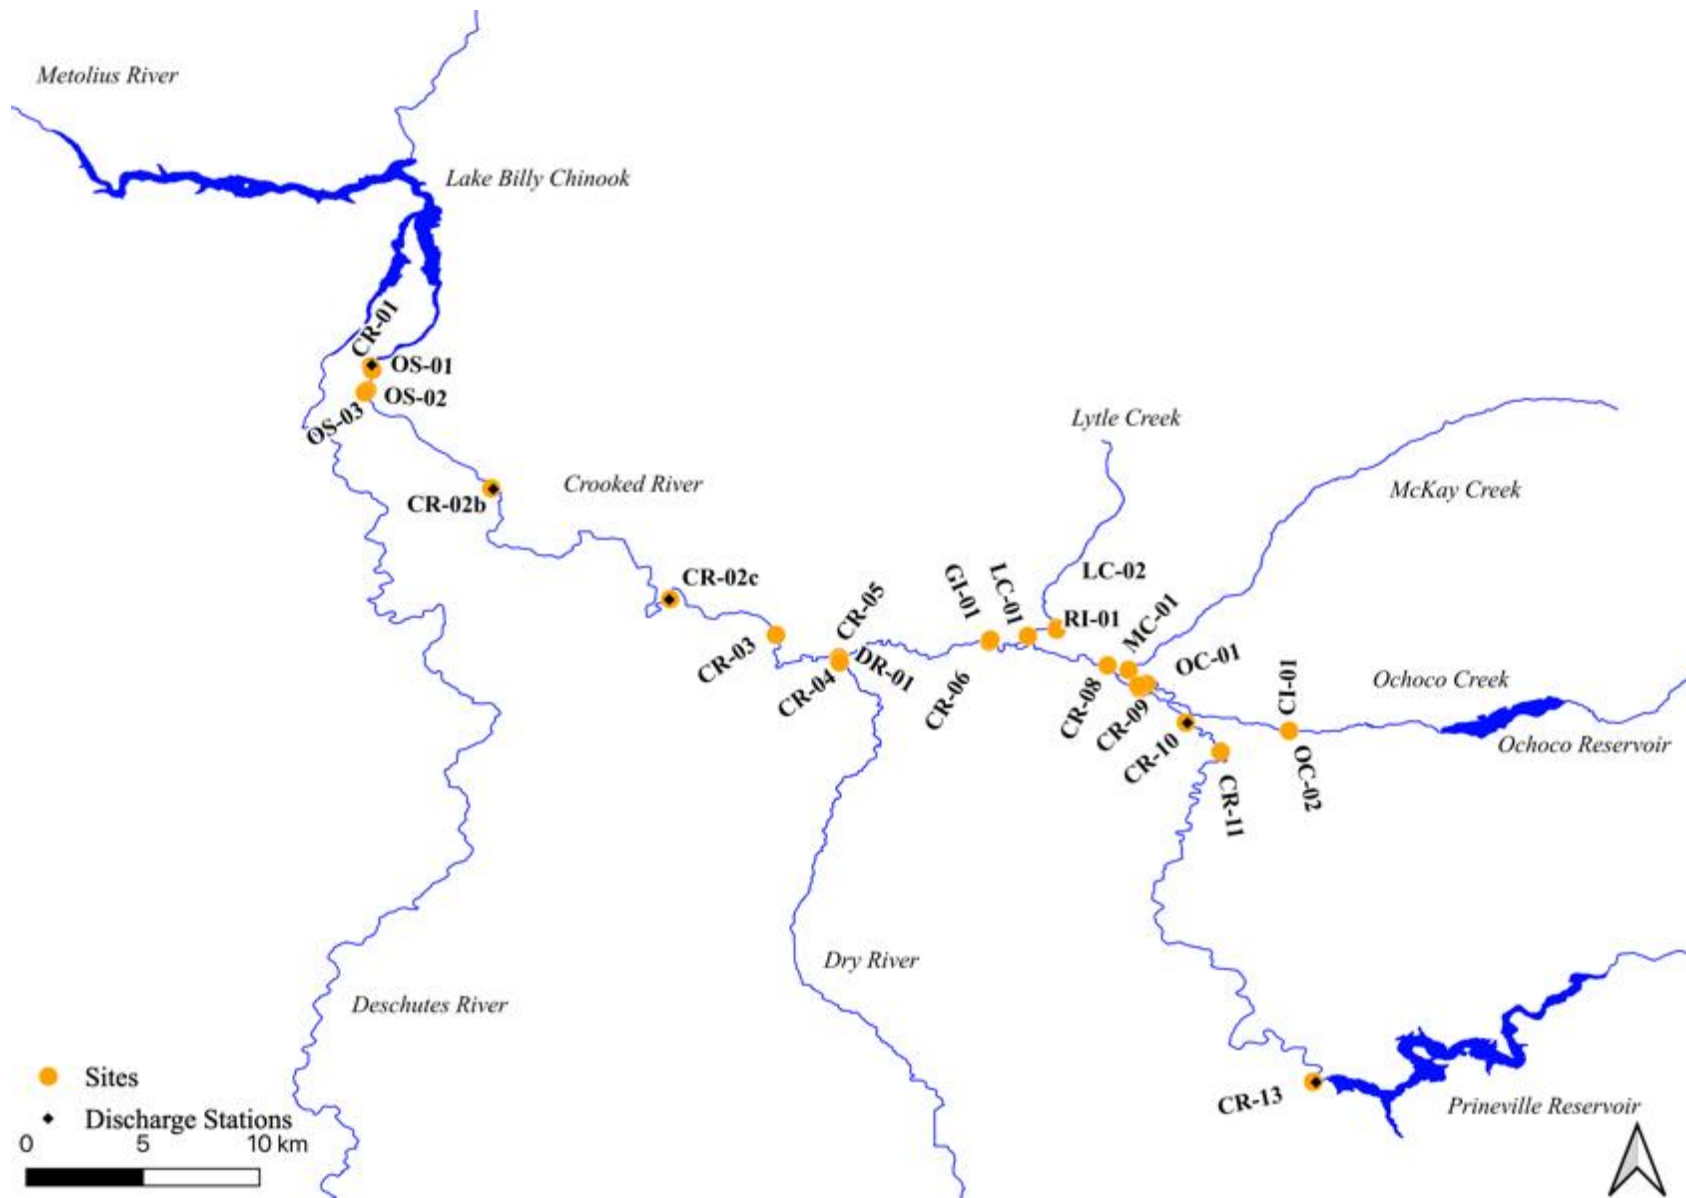 Metolius River
Lake Billy Chinook
CR-01
OS-01
OS-02
OS-03
Lytle Creek
Crooked River
McKay Creek
CR-02b
CR-02c
LC-02
GI-01
LC-01
RI-01
MC-01
CR-05
CR-03
CR-04
DR-01
CR-06
CR-08
OC-01
CR-09
CI-01
Ochoco Creek
CR-10
Ochoco Reservoir
CR-11
OC-02
Dry River
Deschutes River
Sites
CR-13
Prineville Reservoir
Discharge Stations
0 5 10 km